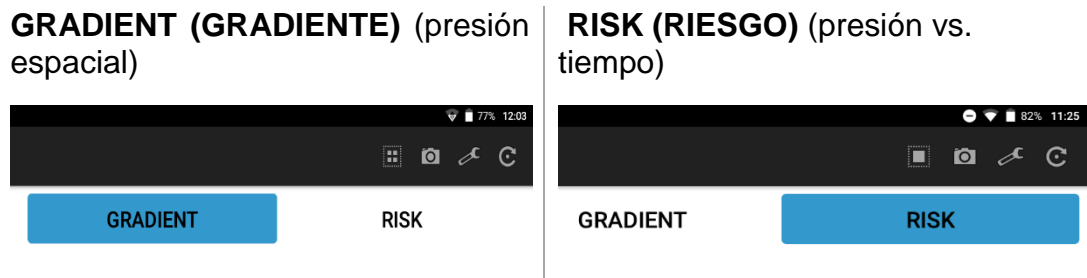 GRADIENT (GRADIENTE) (presión
espacial)
77% 12:03
GRADIENT RISK
RISK (RIESGO) (presión vs.
tiempo)
82% 11:25
GRADIENT RISK